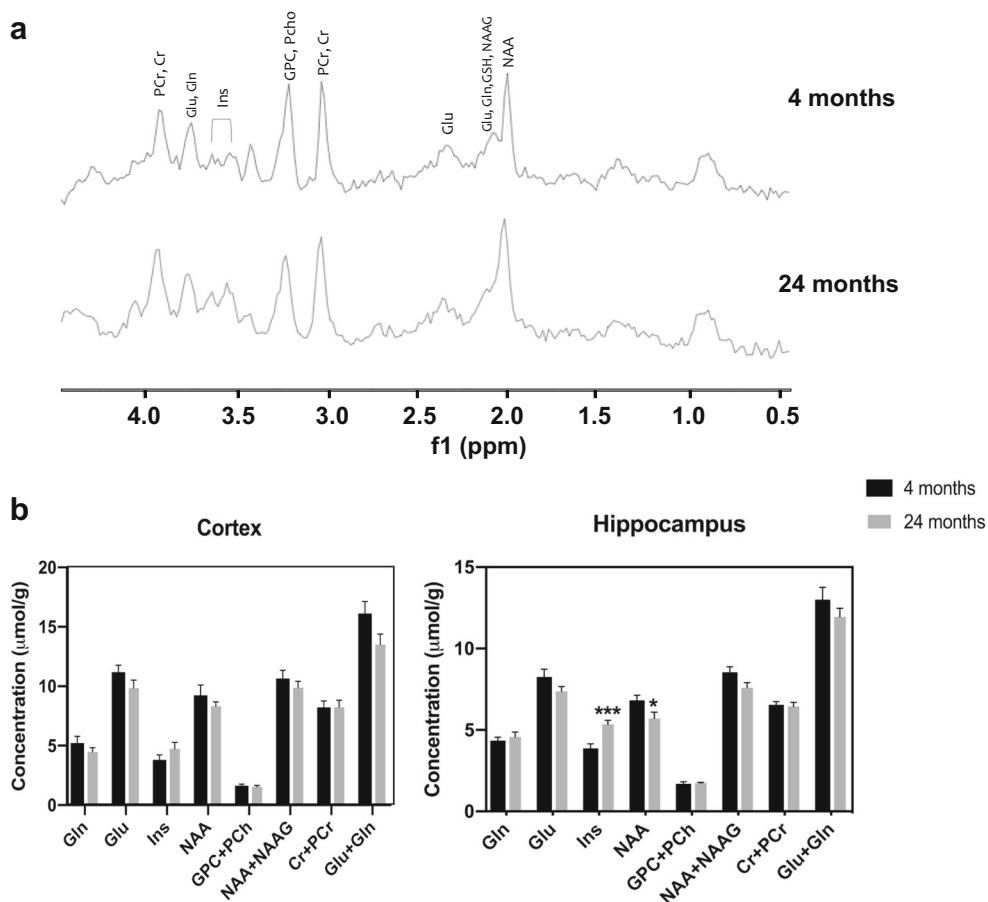 a
PCr, Cr
Glu, Gln
Ins
GPC, Pcho
PCr, Cr
Glu
Glu, Gln,GSH, NAAG
NAA
4 months
24 months
4.0 3.5 3.0 2.5 2.0 1.5 1.0 0.5
f1 (ppm)
4 months
24 months
b
Cortex
Concentration (μmol/g)
20
15
10
5
0
Gln
Glu
Ins
NAA
GPC+PCh
NAA+NAAG
Cr+PCr
Glu+Gln
Hippocampus
Concentration (μmol/g)
15
10
5
0
***
*
Gln
Glu
Ins
NAA
GPC+PCh
NAA+NAAG
Cr+PCr
Glu+Gln